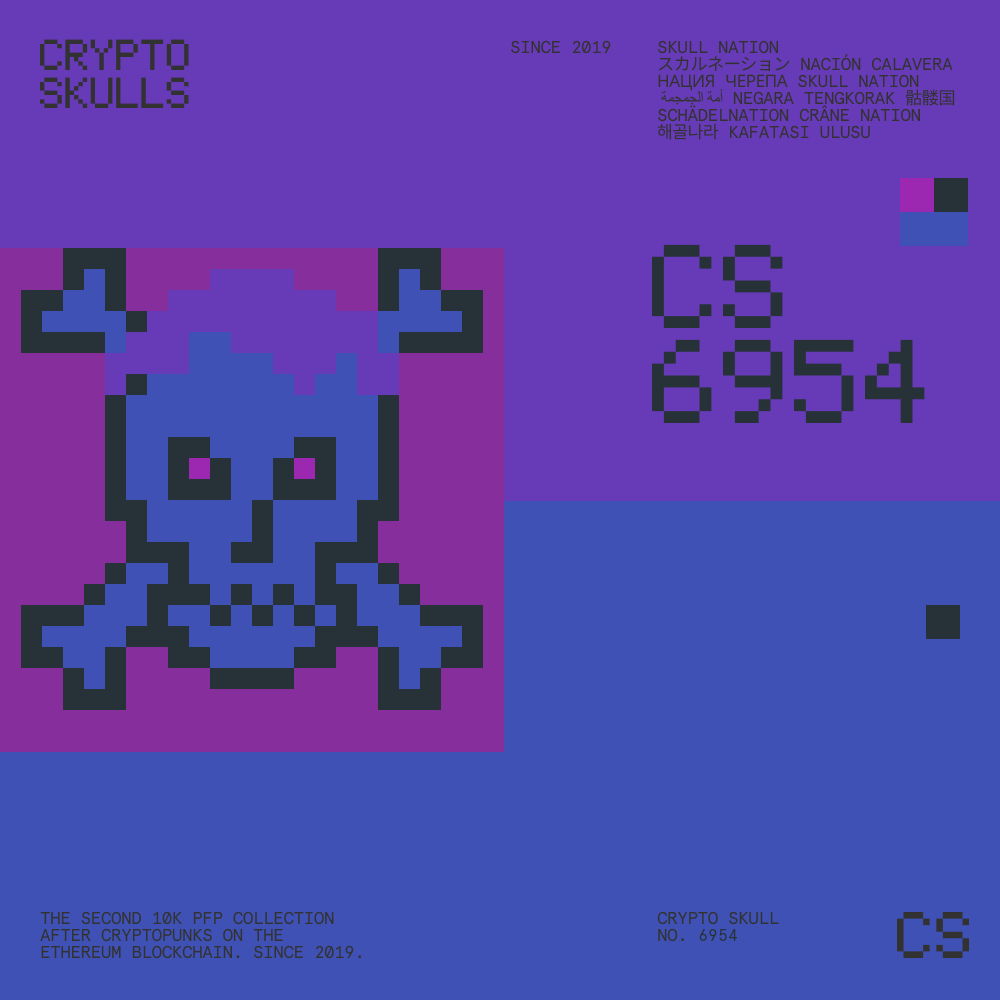 CRYPTO
SKULLS
SINCE 2019
SKULL NATION
スカルネーション NACIÓN CALAVERA
НАЦИЯ ЧЕРЕПА SKULL NATION
أمة الجمجمة NEGARA TENGKORAK 骷髅国
SCHÄDELNATION CRÂNE NATION
해골나라 KAFATASI ULUSU
CS
6954
THE SECOND 10K PFP COLLECTION
AFTER CRYPTOPUNKS ON THE
ETHEREUM BLOCKCHAIN. SINCE 2019.
CRYPTO SKULL
NO. 6954
CS